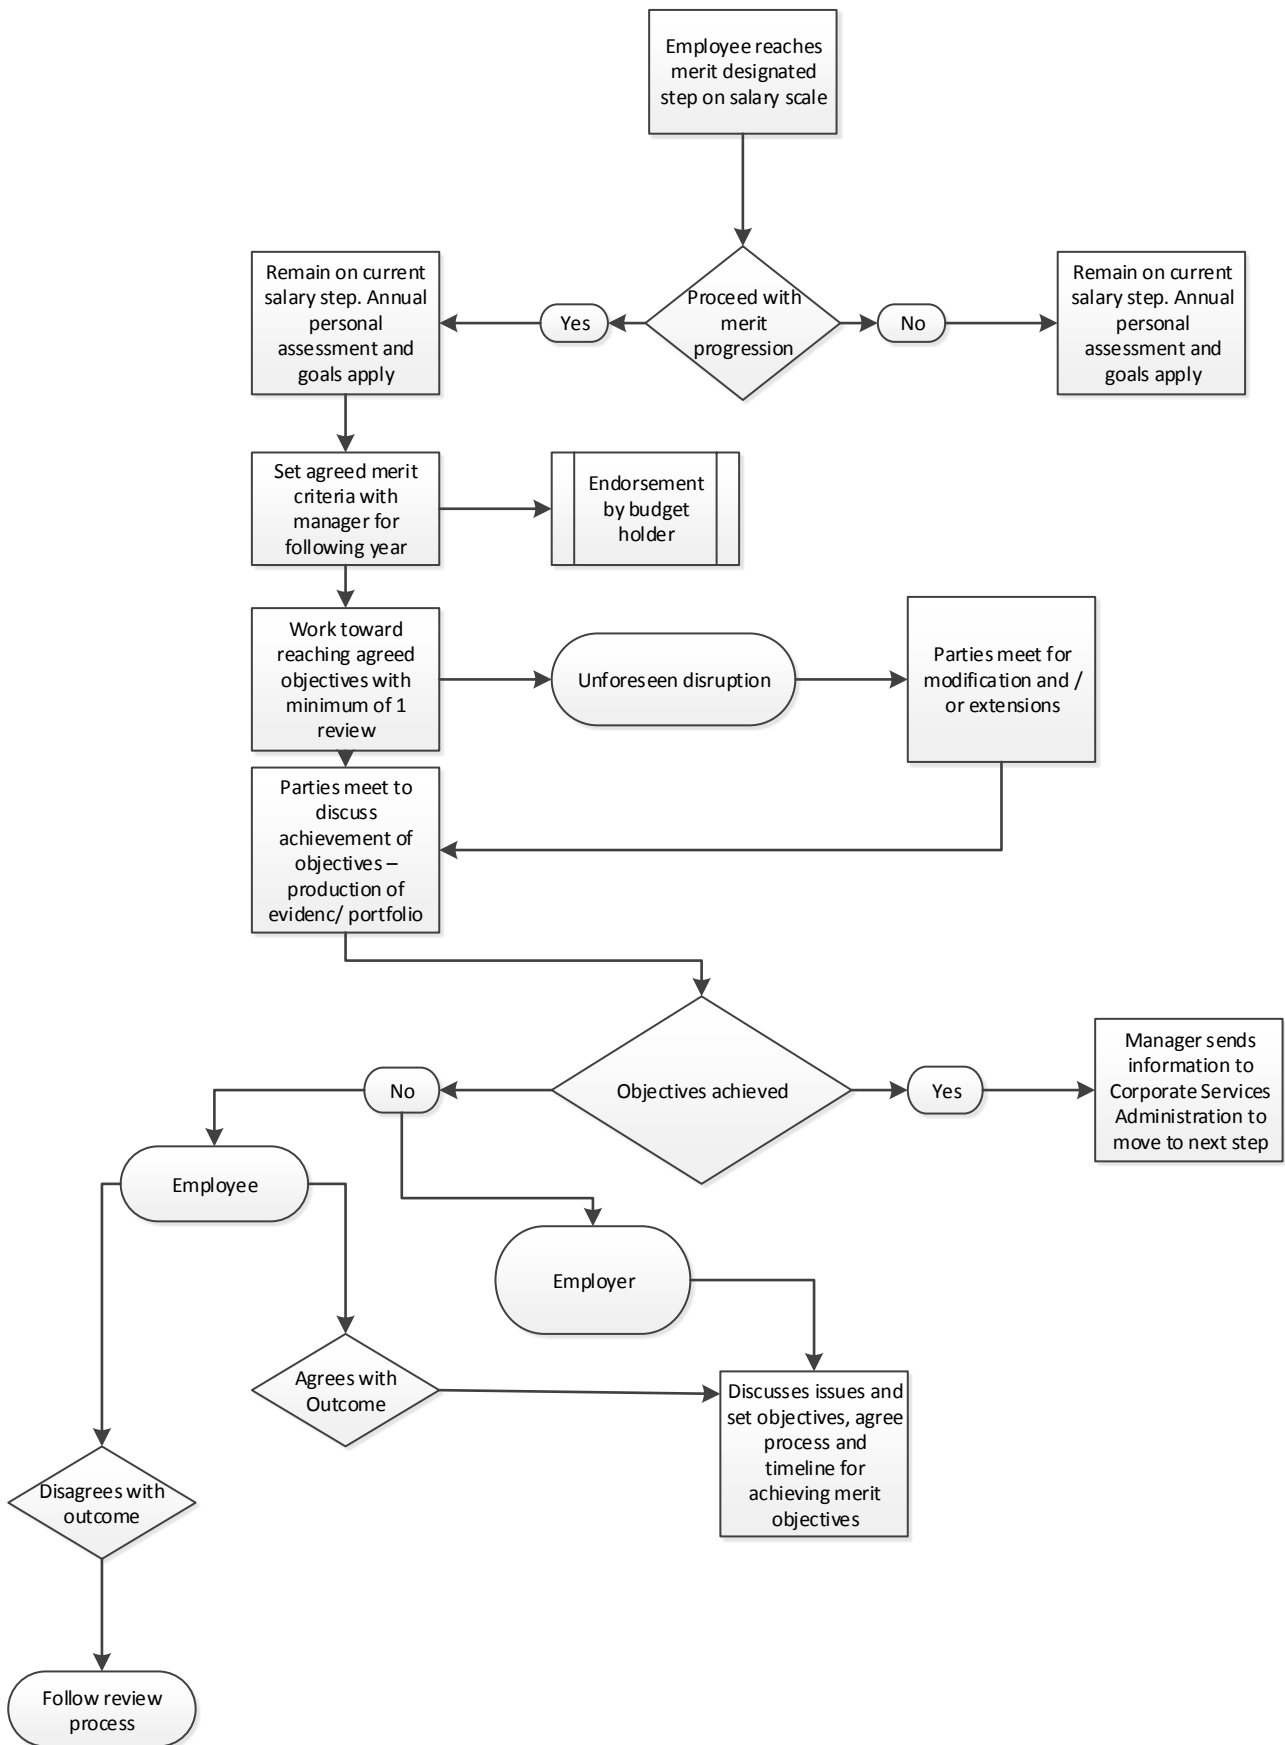 Employee reaches
merit designated
step on salary scale
Remain on current
salary step. Annual
personal
assessment and
goals apply
Yes
Proceed with
merit
progression
No
Remain on current
salary step. Annual
personal
assessment and
goals apply
Set agreed merit
criteria with
manager for
following year
Endorsement
by budget
holder
Work toward
reaching agreed
objectives with
minimum of 1
review
Unforeseen disruption
Parties meet for
modification and /
or extensions
Parties meet to
discuss
achievement of
objectives –
production of
evidenc/ portfolio
No
Objectives achieved
Yes
Manager sends
information to
Corporate Services
Administration to
move to next step
Employee
Employer
Agrees with
Outcome
Discusses issues and
set objectives, agree
process and
timeline for
achieving merit
objectives
Disagrees with
outcome
Follow review
process